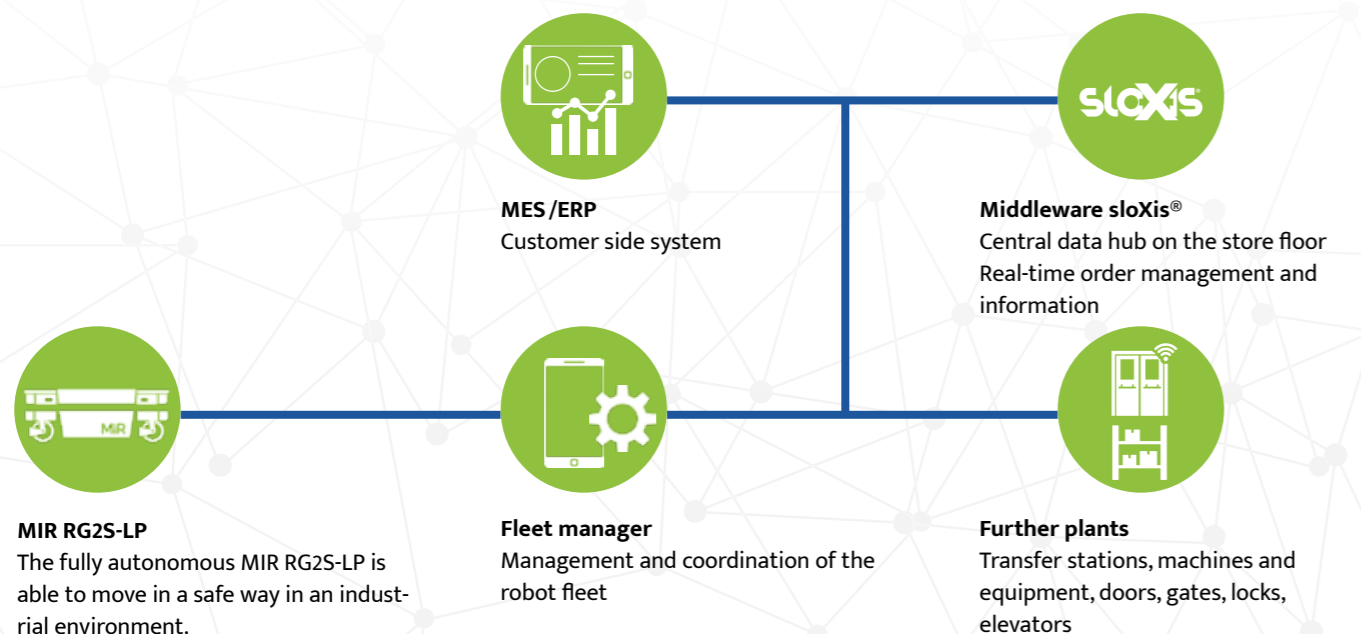 sloXis
MES/ERP
Customer side system
Middleware sloXis®
Central data hub on the store floor
Real-time order management and
information
MiR
MIR RG2S-LP
The fully autonomous MIR RG2S-LP is
able to move in a safe way in an indust-
rial environment.
Fleet manager
Management and coordination of the
robot fleet
Further plants
Transfer stations, machines and
equipment, doors, gates, locks,
elevators